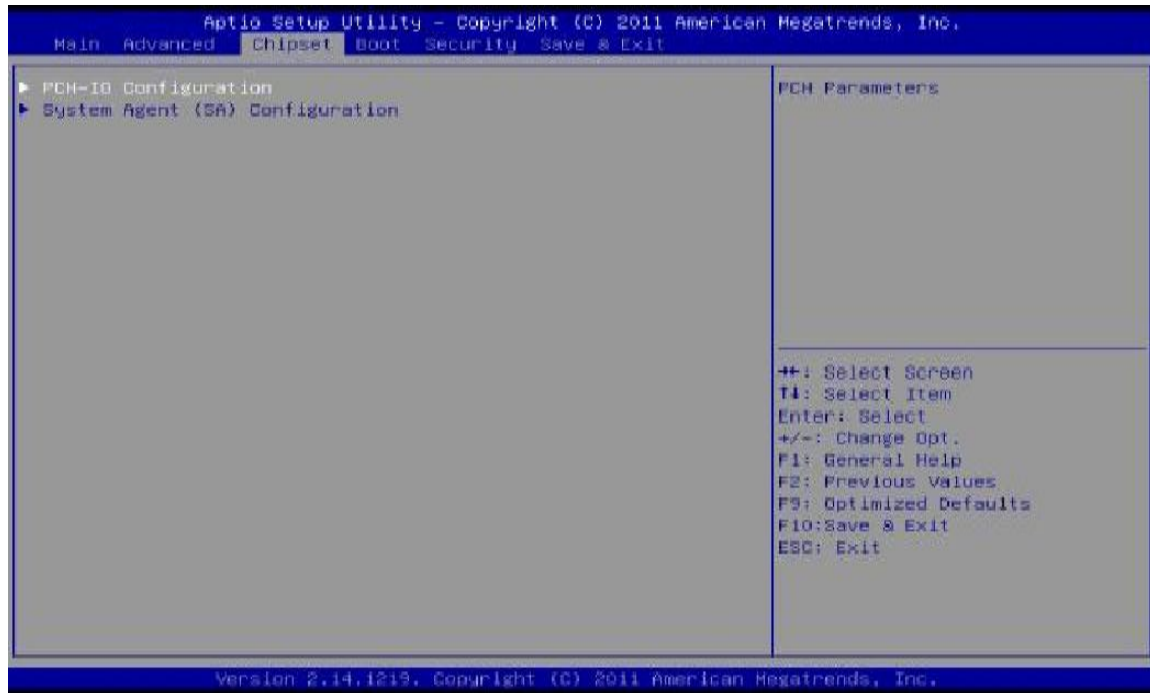 Aptio Setup Utility - Copyright (C) 2011 American Megatrends, Inc.
Main Advanced Chipset Boot Security Save & Exit
► PCH-IO Configuration
► System Agent (SA) Configuration
PCH Parameters
→←: Select Screen
↑↓: Select Item
Enter: Select
+/-: Change Opt.
F1: General Help
F2: Previous Values
F9: Optimized Defaults
F10:Save & Exit
ESC: Exit
Version 2.14.1219. Copyright (C) 2011 American Megatrends, Inc.